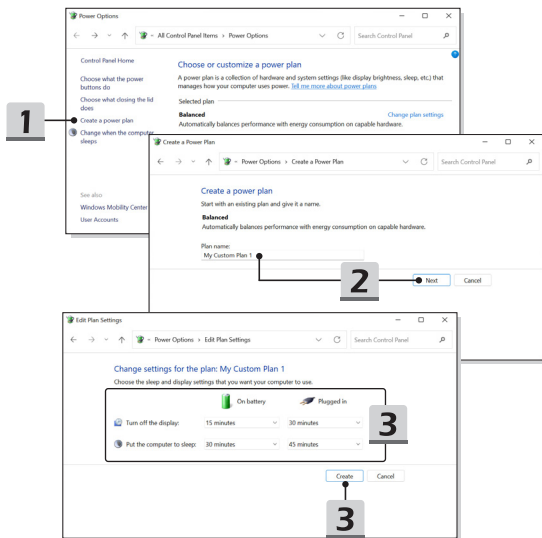 Power Options
All Control Panel Items > Power Options
Search Control Panel
Control Panel Home
Choose what the power
buttons do
Choose what closing the lid
does
Create a power plan
Change when the computer
sleeps
See also
Windows Mobility Center
User Accounts
Choose or customize a power plan
A power plan is a collection of hardware and system settings (like display brightness, sleep, etc.) that
manages how your computer uses power. Tell me more about power plans
Selected plan
Balanced
Change plan settings
Automatically balances performance with energy consumption on capable hardware.
1
Create a Power Plan
Power Options > Create a Power Plan
Search Control Panel
Create a power plan
Start with an existing plan and give it a name.
Balanced
Automatically balances performance with energy consumption on capable hardware.
Plan name:
My Custom Plan 1
2
Next
Cancel
Edit Plan Settings
Power Options > Edit Plan Settings
Search Control Panel
Change settings for the plan: My Custom Plan 1
Choose the sleep and display settings that you want your computer to use.
On battery
Plugged in
Turn off the display:
15 minutes
30 minutes
Put the computer to sleep:
30 minutes
45 minutes
3
Create
Cancel
3